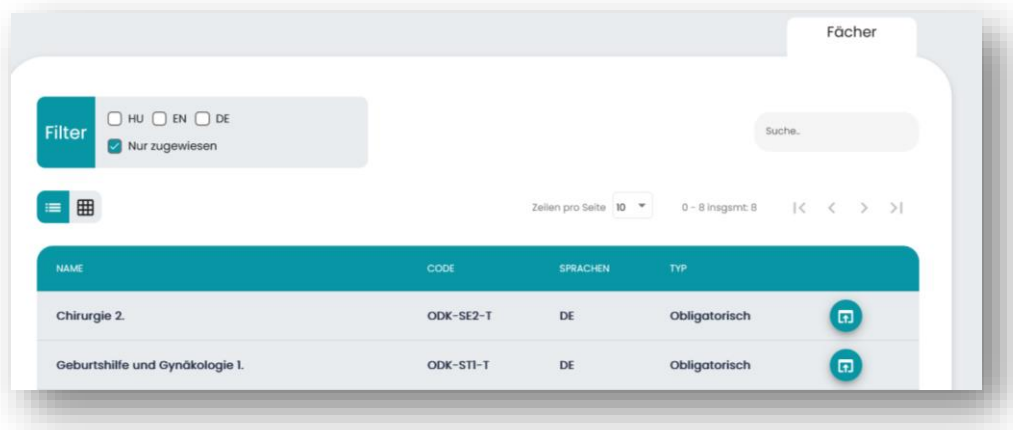 Fächer
Filter
HU EN DE
Nur zugewiesen
Suche..
Zeilen pro Seite 10 0 - 8 insgsmt: 8
NAME CODE SPRACHEN TYP
Chirurgie 2. ODK-SE2-T DE Obligatorisch
Geburtshilfe und Gynäkologie 1. ODK-ST1-T DE Obligatorisch